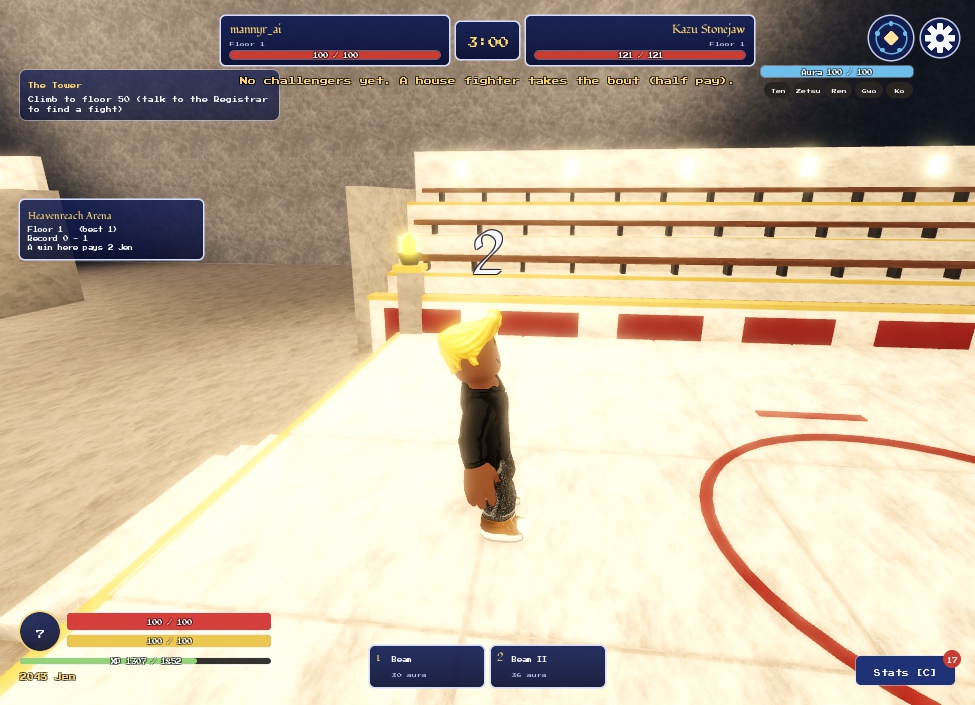 mannyr_ai
Floor 1
100 / 100
3:00
Kazu Stonejaw
Floor 1
121 / 121
No challengers yet. A house fighter takes the bout (half pay).
Aura 100 / 100
Ten Zetsu Ren Gyo Ko
The Tower
Climb to floor 50 (talk to the Registrar
to find a fight)
Heavenreach Arena
Floor 1 (best 1)
Record 0 - 1
A win here pays 2 Jen
2
7
100 / 100
100 / 100
2043 Jen
1 Beam
30 aura
2 Beam II
36 aura
Stats [C]
17